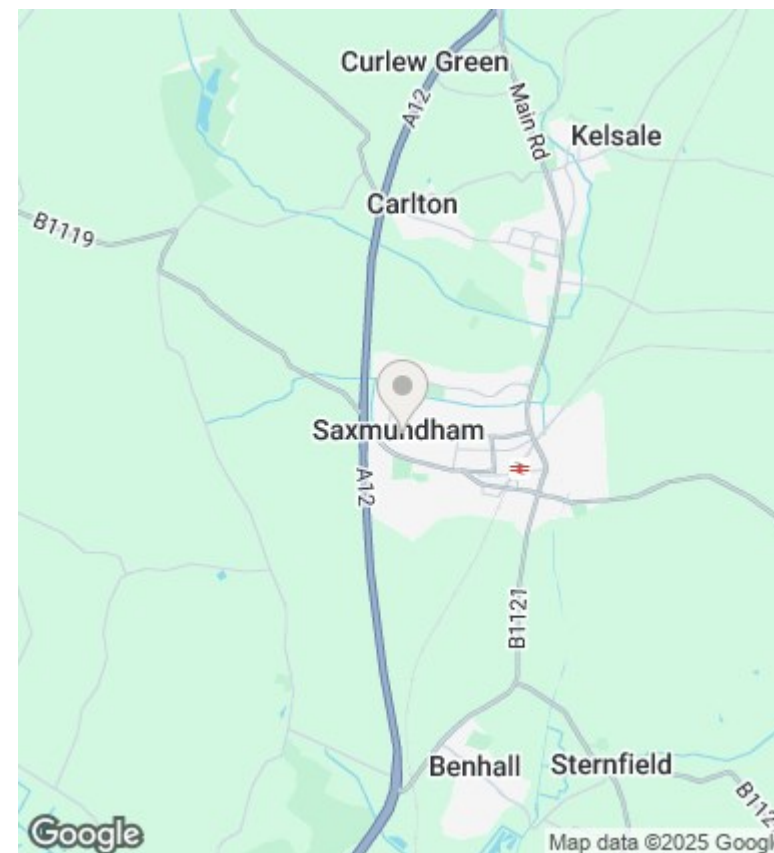 Curlew Green
A12
Main Rd
Kelsale
Carlton
B1119
Saxmundham
A12
B1121
Benhall
Sternfield
B112
Google
Map data ©2025 Googl